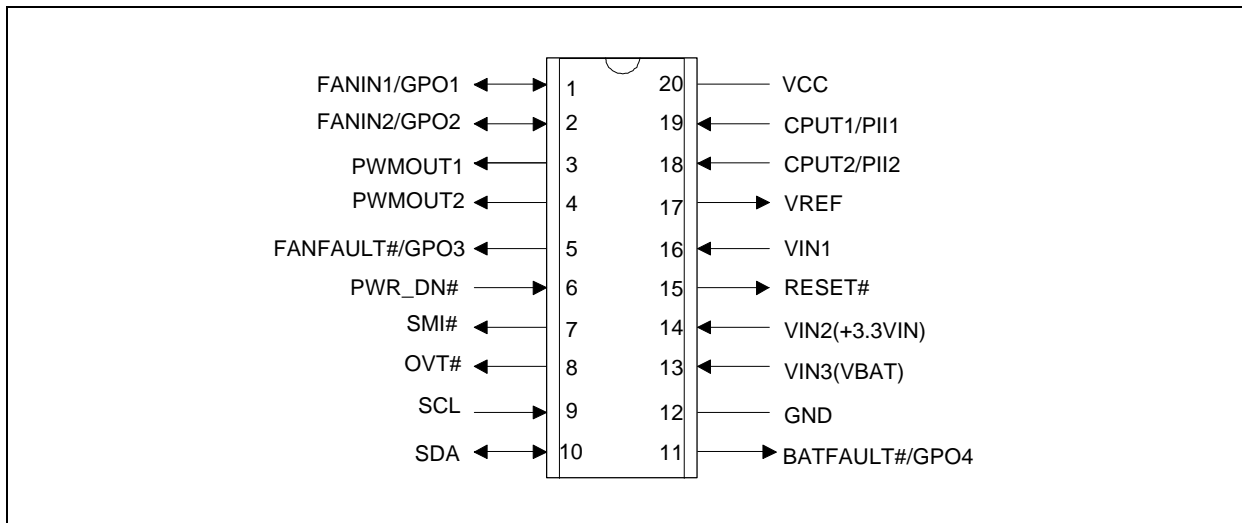 FANIN1/GPO1 1 20 VCC
FANIN2/GPO2 2 19 CPUT1/PII1
PWMOUT1 3 18 CPUT2/PII2
PWMOUT2 4 17 VREF
FANFAULT#/GPO3 5 16 VIN1
PWR_DN# 6 15 RESET#
SMI# 7 14 VIN2(+3.3VIN)
OVT# 8 13 VIN3(VBAT)
SCL 9 12 GND
SDA 10 11 BATFAULT#/GPO4